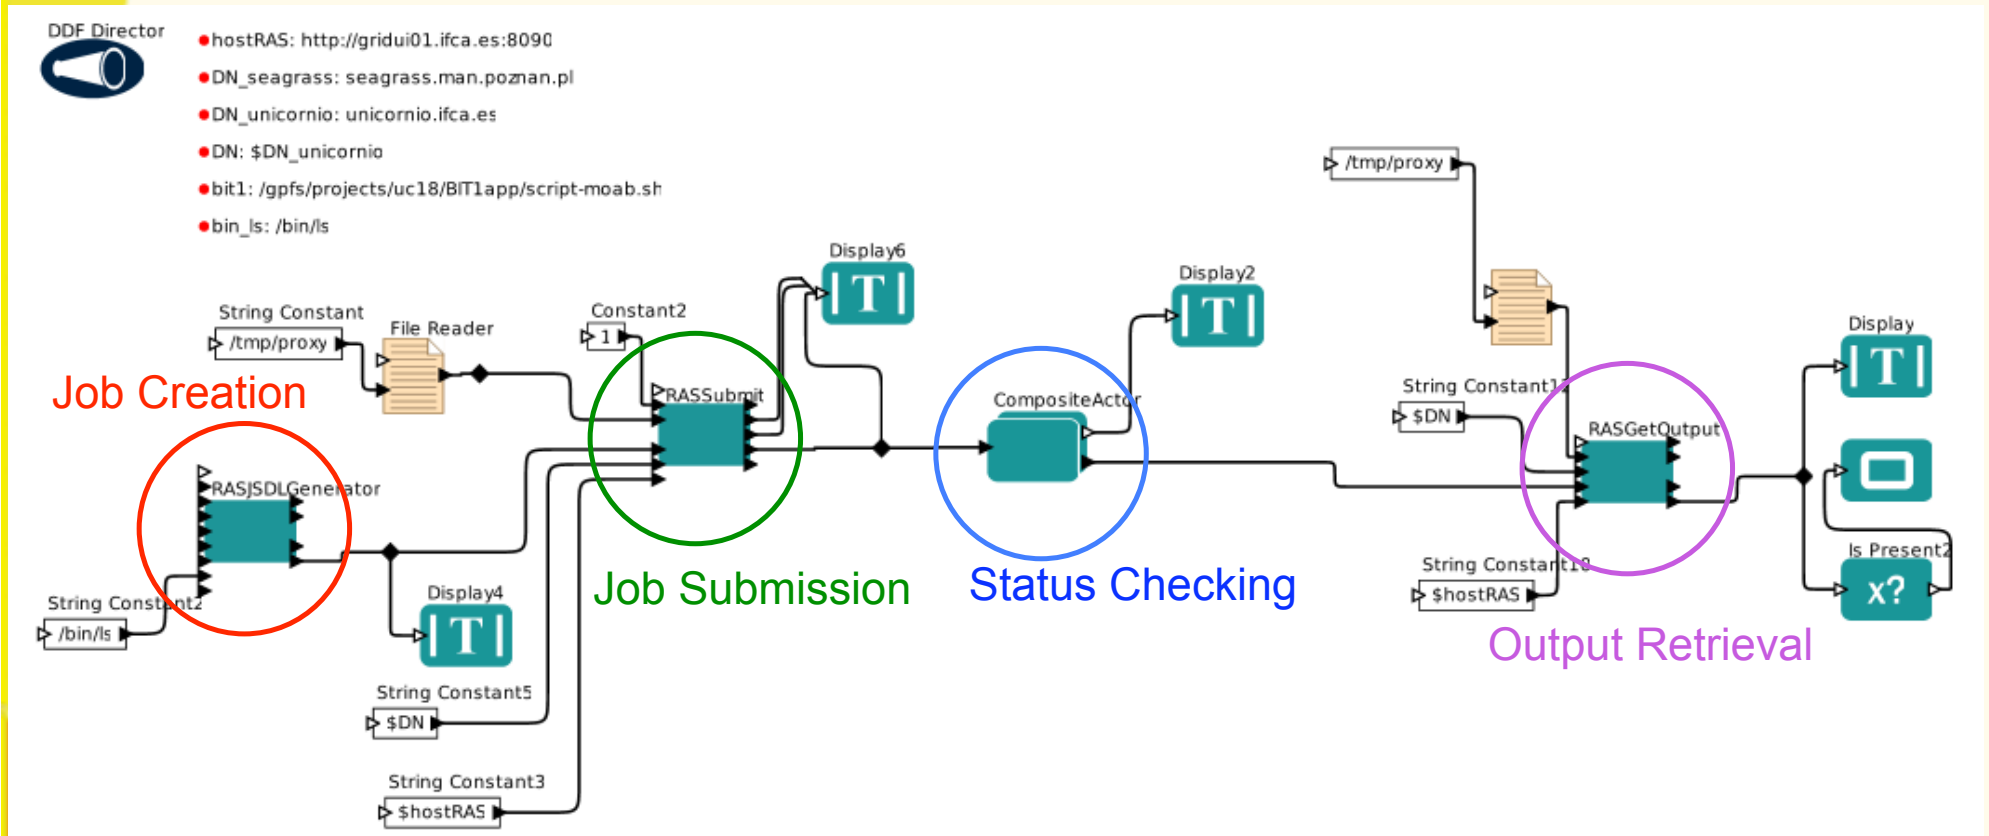 DDF Director
hostRAS: http://gridui01.ifca.es:8090
DN_seagrass: seagrass.man.poznan.pl
DN_unicornio: unicornio.ifca.es
DN: $DN_unicornio
bit1: /gpfs/projects/uc18/BIT1app/script-moab.sh
bin_ls: /bin/ls
/tmp/proxy
Display6
Display2
T
T
String Constant
/tmp/proxy
File Reader
Constant2
1
Display
T
Job Creation
RASSubmit
CompositeActor
String Constant
$DN
RASGetOutput
RASJSDLGenerator
Job Submission
Status Checking
Is Present2
x?
String Constant2
/bin/ls
Display4
T
String Constant18
$hostRAS
Output Retrieval
String Constant5
$DN
String Constant3
$hostRAS